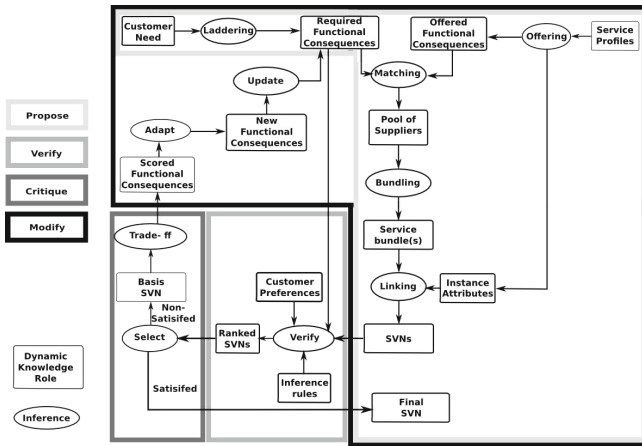 Customer
Need
Laddering
Required
Functional
Consequences
Offered
Functional
Consequences
Offering
Service
Profiles
Update
Matching
Propose
Adapt
New
Functional
Consequences
Pool of
Suppliers
Verify
Scored
Functional
Consequences
Bundling
Critique
Modify
Trade- ff
Service
bundle(s)
Basis
SVN
Customer
Preferences
Linking
Instance
Attributes
Non-
Satisifed
Select
Ranked
SVNs
Verify
SVNs
Dynamic
Knowledge
Role
Satisifed
Inference
rules
Final
SVN
Inference